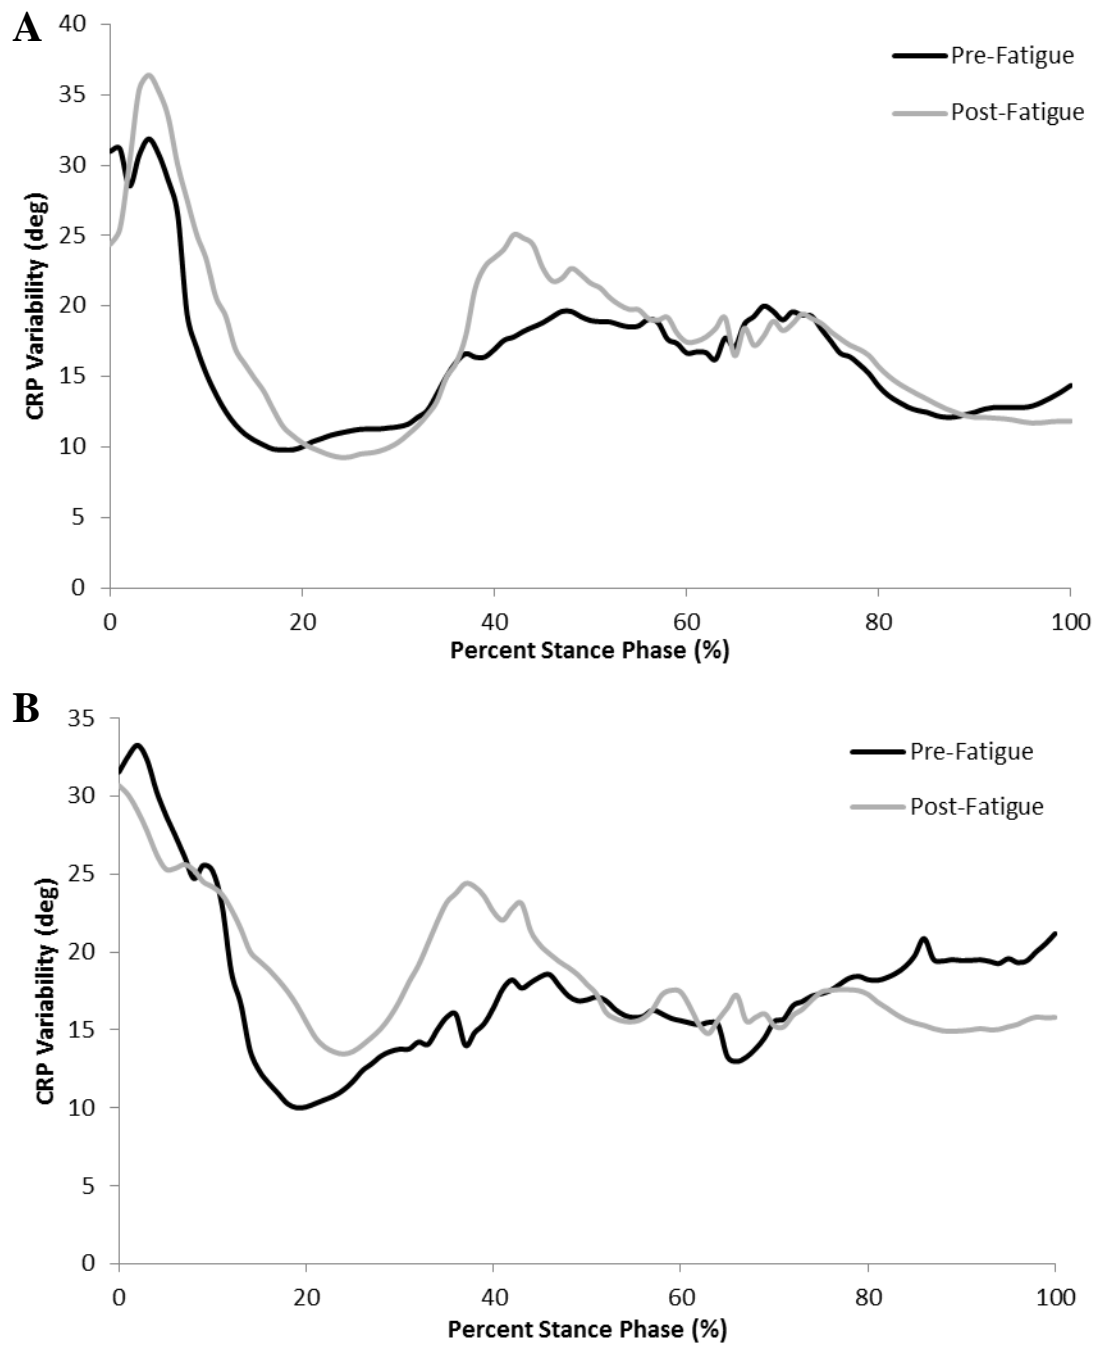 A
40
35
30
25
20
15
10
5
0
CRP Variability (deg)
Pre-Fatigue
Post-Fatigue
0 20 40 60 80 100
Percent Stance Phase (%)
B
35
30
25
20
15
10
5
0
CRP Variability (deg)
Pre-Fatigue
Post-Fatigue
0 20 40 60 80 100
Percent Stance Phase (%)